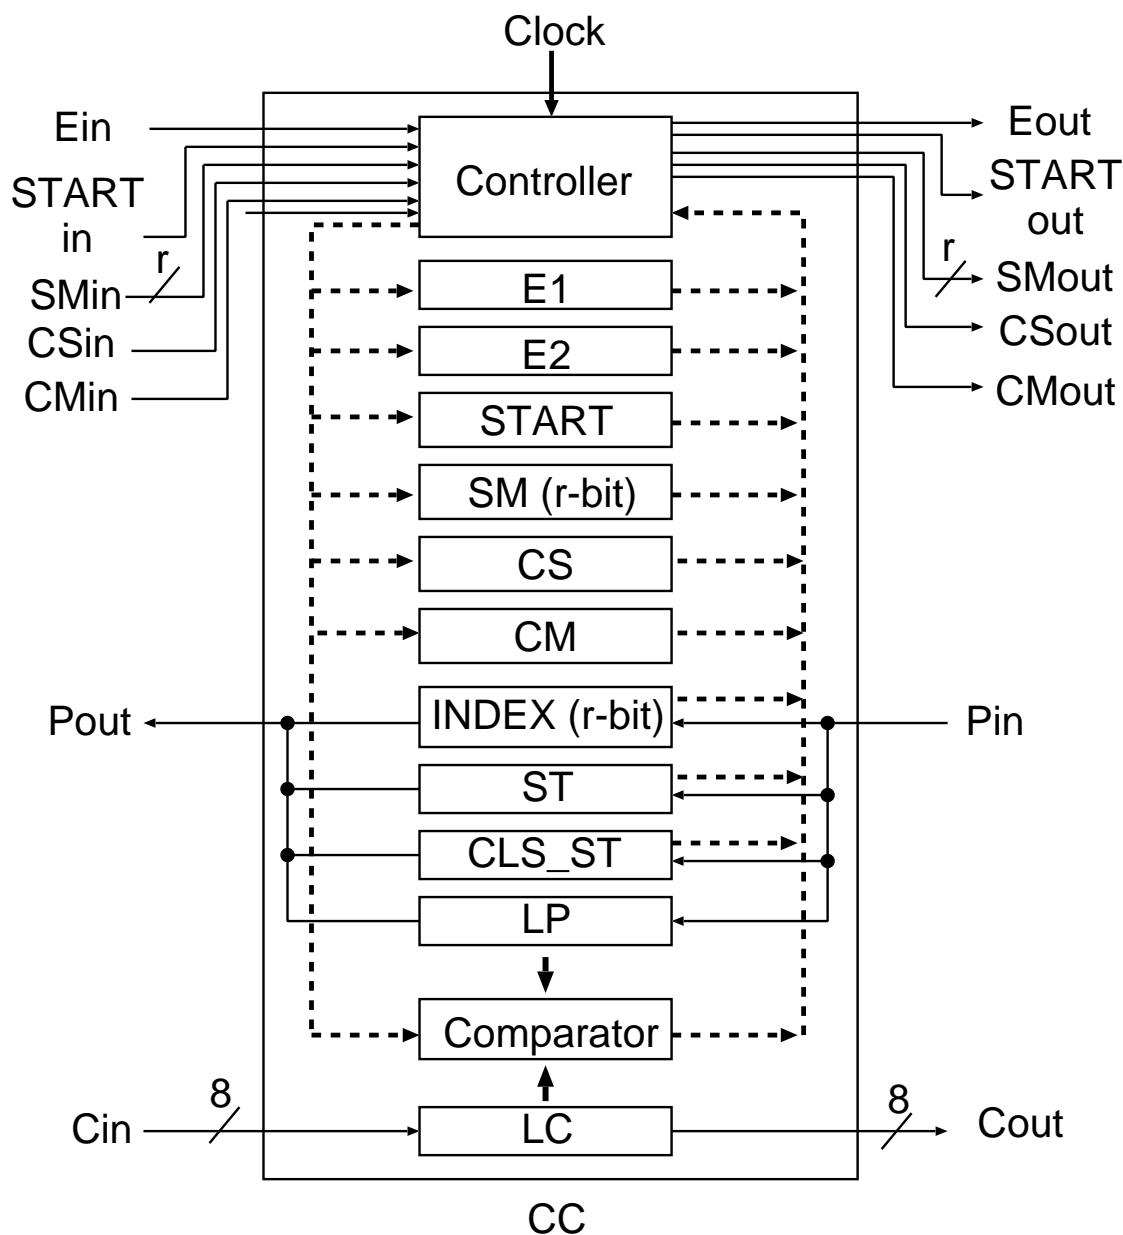 Clock
Ein
START
in
r
SMin
CSin
CMin
Controller
Eout
START
out
r
SMout
CSout
CMout
E1
E2
START
SM (r-bit)
CS
CM
Pout
INDEX (r-bit)
Pin
ST
CLS_ST
LP
Comparator
8
Cin
LC
8
Cout
CC